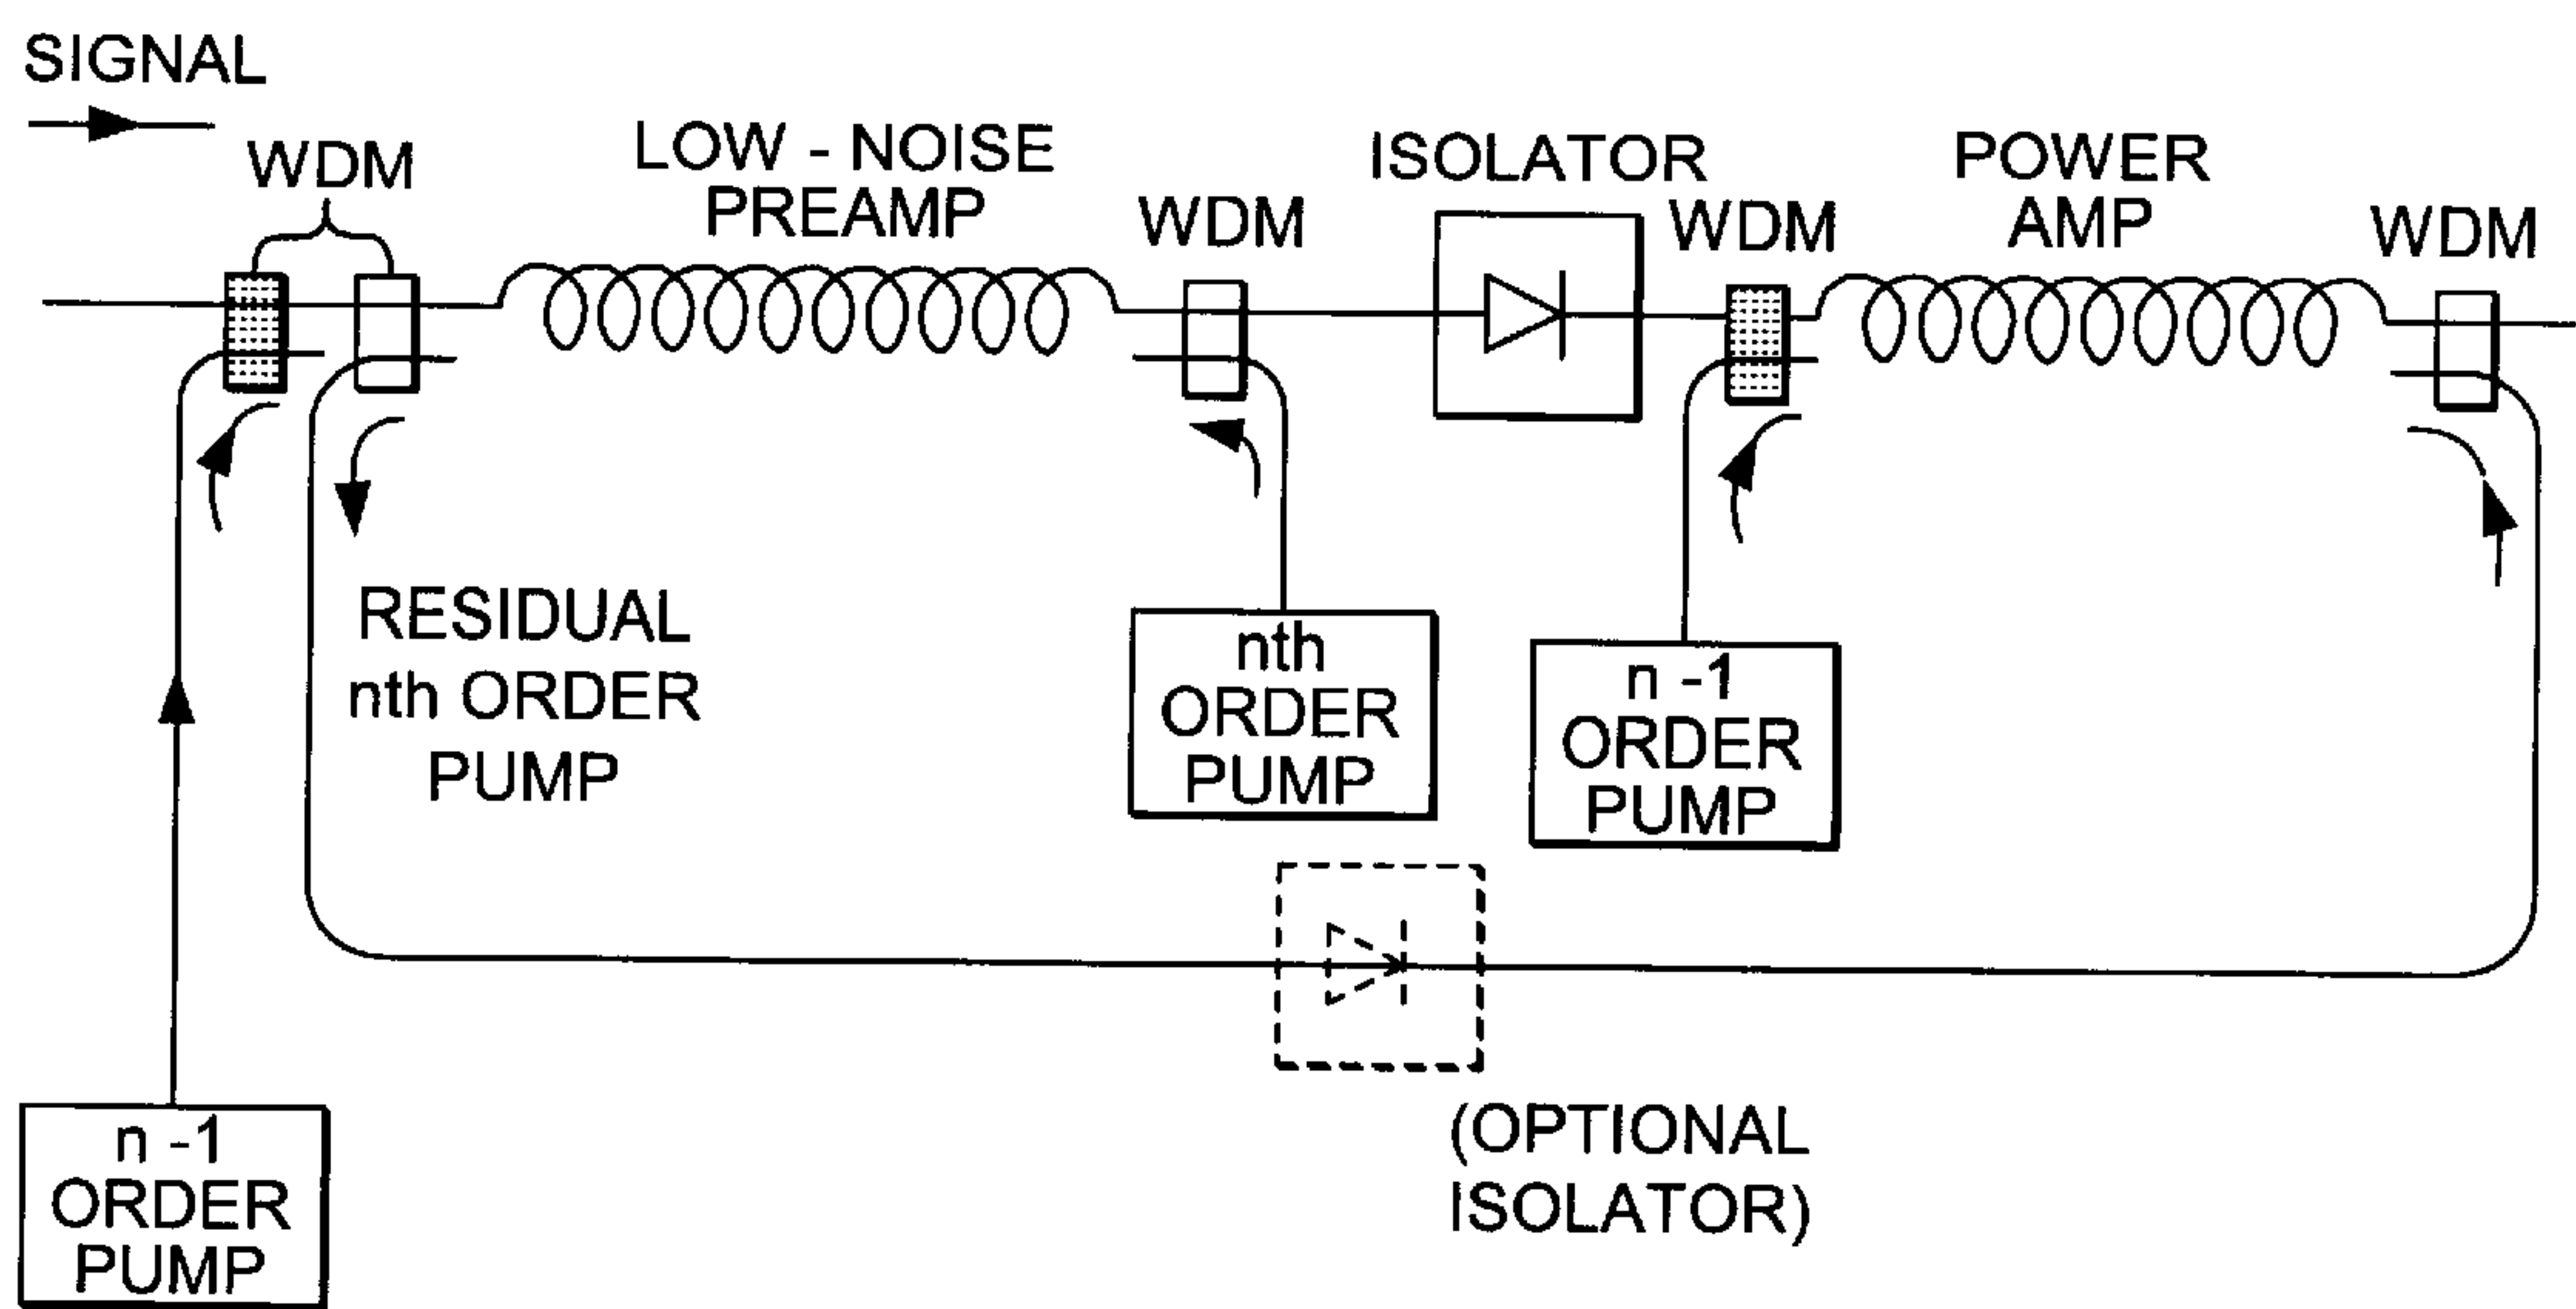 SIGNAL
WDM
LOW - NOISE
PREAMP
WDM
ISOLATOR
WDM
POWER
AMP
WDM
RESIDUAL
nth ORDER
PUMP
nth
ORDER
PUMP
n -1
ORDER
PUMP
n -1
ORDER
PUMP
(OPTIONAL
ISOLATOR)